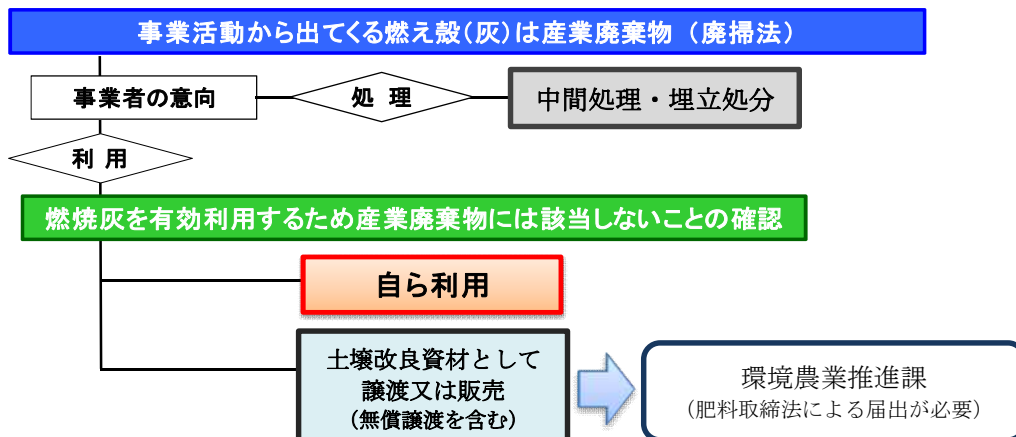 事業活動から出てくる燃え殻（灰）は産業廃棄物 （廃掃法）
事業者の意向
処 理
中間処理・埋立処分
利 用
燃焼灰を有効利用するため産業廃棄物には該当しないことの確認
自ら利用
土壌改良資材として
譲渡又は販売
（無償譲渡を含む）
環境農業推進課
（肥料取締法による届出が必要）